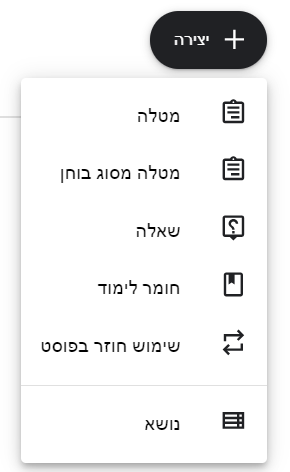 יצירה
מטלה
מטלה מסוג בוחן
שאלה
חומר לימוד
שימוש חוזר בפוסט
נושא